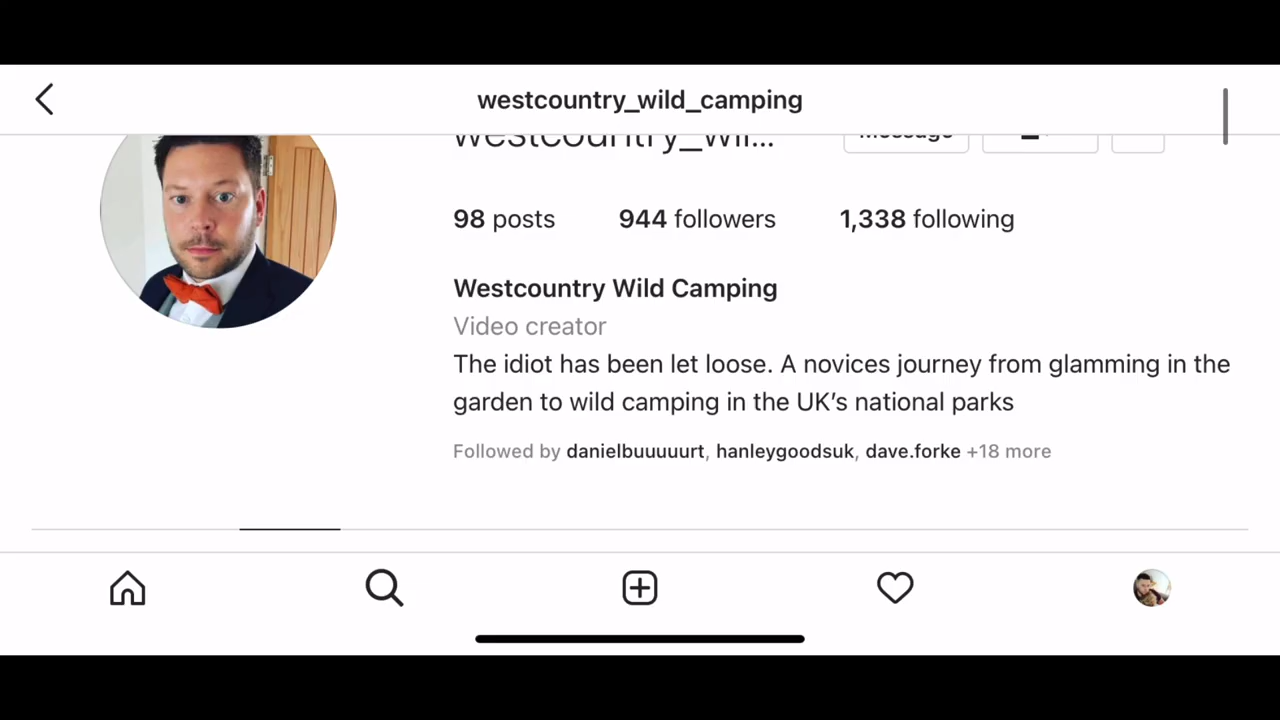 westcountry_wild_camping
westcountry_wil... Message
98 posts 944 followers 1,338 following
Westcountry Wild Camping
Video creator
The idiot has been let loose. A novices journey from glamming in the
garden to wild camping in the UK’s national parks
Followed by danielbuuuuurt, hanleygoodsuk, dave.forke +18 more